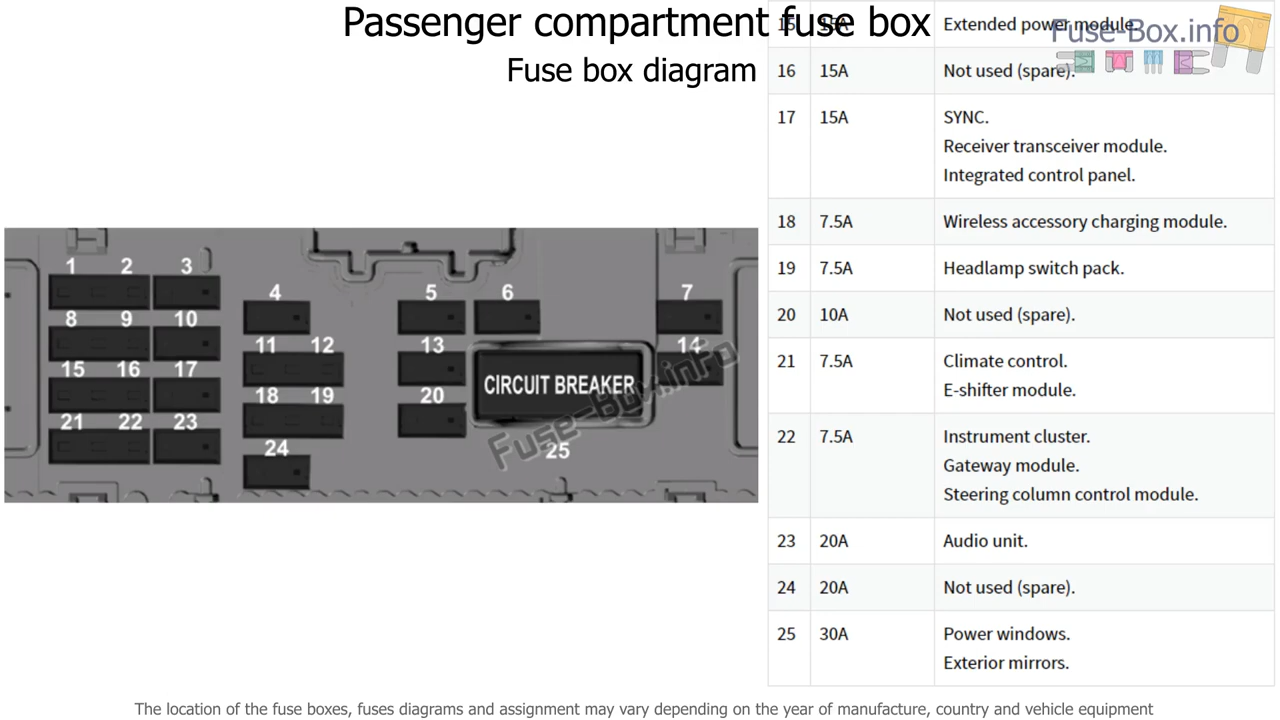 Passenger compartment fuse box
Fuse box diagram
Fuse-Box.info
15 15A Extended power module.
16 15A Not used (spare).
17 15A SYNC.
Receiver transceiver module.
Integrated control panel.
18 7.5A Wireless accessory charging module.
19 7.5A Headlamp switch pack.
20 10A Not used (spare).
21 7.5A Climate control.
E-shifter module.
22 7.5A Instrument cluster.
Gateway module.
Steering column control module.
23 20A Audio unit.
24 20A Not used (spare).
25 30A Power windows.
Exterior mirrors.
1 2 3
4 5 6 7
8 9 10
11 12 13 14
15 16 17
18 19 20
21 22 23
24 25
CIRCUIT BREAKER
Fuse-Box.info
The location of the fuse boxes, fuses diagrams and assignment may vary depending on the year of manufacture, country and vehicle equipment